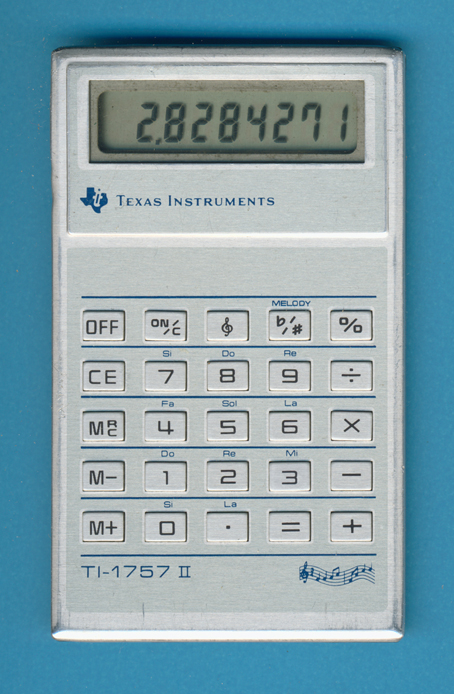 2.8284271
TEXAS INSTRUMENTS
MELODY
OFF ON/C ♭/♯ %
Si Do Re
CE 7 8 9 ÷
Fa Sol La
MR/C 4 5 6 ×
Do Re Mi
M− 1 2 3 −
Si La
M+ 0 . = +
TI-1757 II